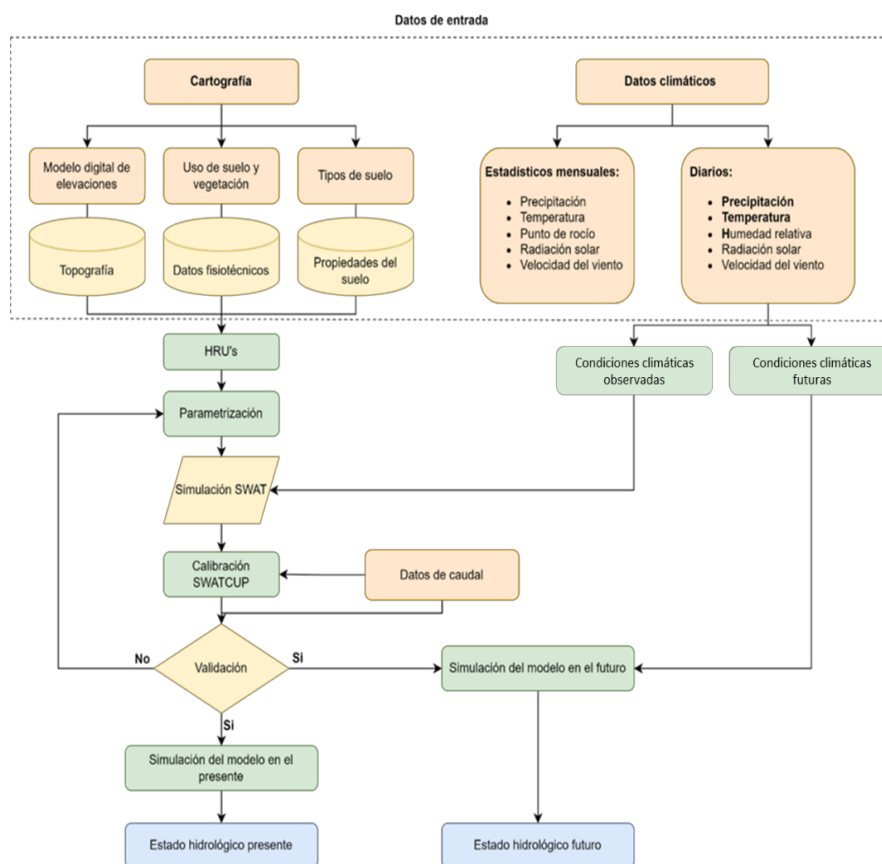 Datos de entrada
Cartografía
Datos climáticos
Modelo digital de
elevaciones
Uso de suelo y
vegetación
Tipos de suelo
Topografía
Datos fisiotécnicos
Propiedades del
suelo
Estadísticos mensuales:
• Precipitación
• Temperatura
• Punto de rocío
• Radiación solar
• Velocidad del viento
Diarios:
• Precipitación
• Temperatura
• Humedad relativa
• Radiación solar
• Velocidad del viento
HRU's
Condiciones climáticas
observadas
Condiciones climáticas
futuras
Parametrización
Simulación SWAT
Calibración
SWATCUP
Datos de caudal
No
Validación
Si
Simulación del modelo en el futuro
Si
Simulación del modelo en el
presente
Estado hidrológico presente
Estado hidrológico futuro